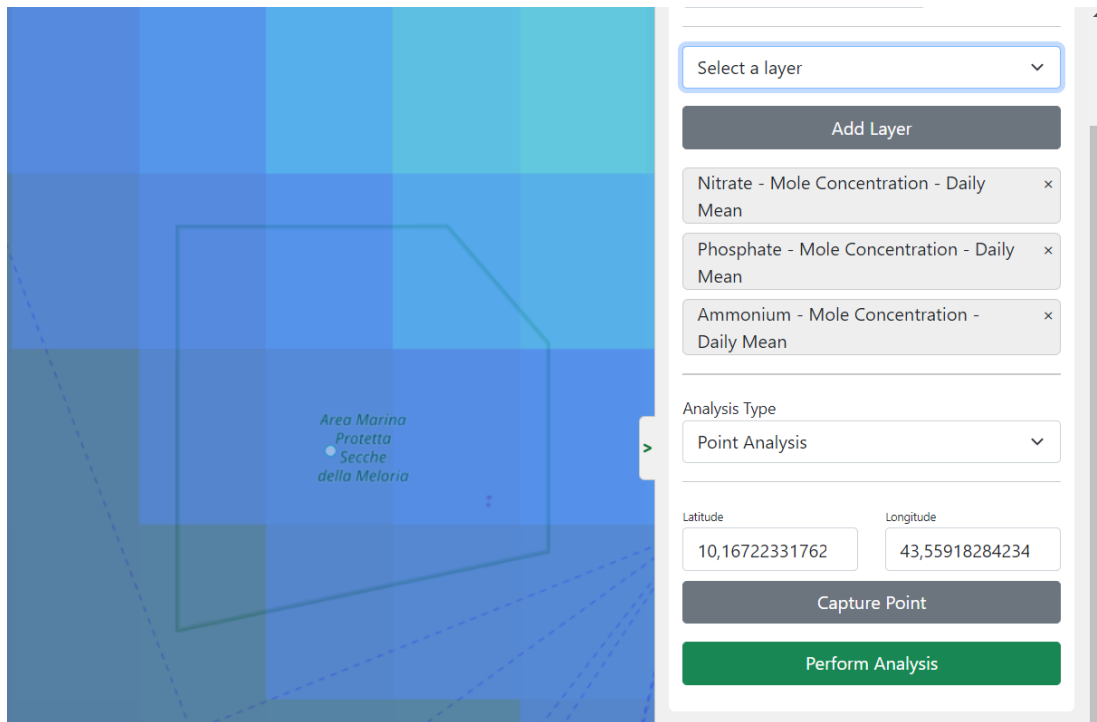 Area Marina
Protetta
Secche
della Meloria
>
Select a layer
Add Layer
Nitrate - Mole Concentration - Daily ×
Mean
Phosphate - Mole Concentration - Daily ×
Mean
Ammonium - Mole Concentration - ×
Daily Mean
Analysis Type
Point Analysis
Latitude Longitude
10,16722331762 43,55918284234
Capture Point
Perform Analysis